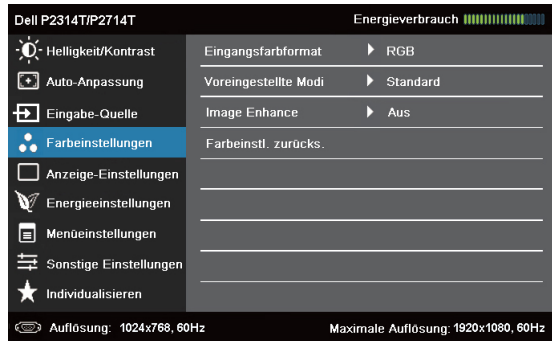 Dell P2314T/P2714T Energieverbrauch
Helligkeit/Kontrast Eingangsfarbformat RGB
Auto-Anpassung Voreingestellte Modi Standard
Eingabe-Quelle Image Enhance Aus
Farbeinstellungen Farbeinstl. zurücks.
Anzeige-Einstellungen
Energieeinstellungen
Menüeinstellungen
Sonstige Einstellungen
Individualisieren
Auflösung: 1024x768, 60Hz Maximale Auflösung: 1920x1080, 60Hz